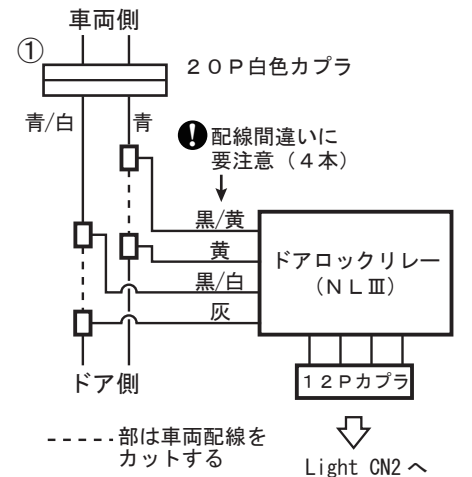 車両側
①
２０Ｐ白色カプラ
青/白
青
配線間違いに
要注意（４本）
黒/黄
黄
黒/白
灰
ドアロックリレー
（ＮＬⅢ）
１２Ｐカプラ
ドア側
-----部は車両配線を
カットする
Light CN2 へ